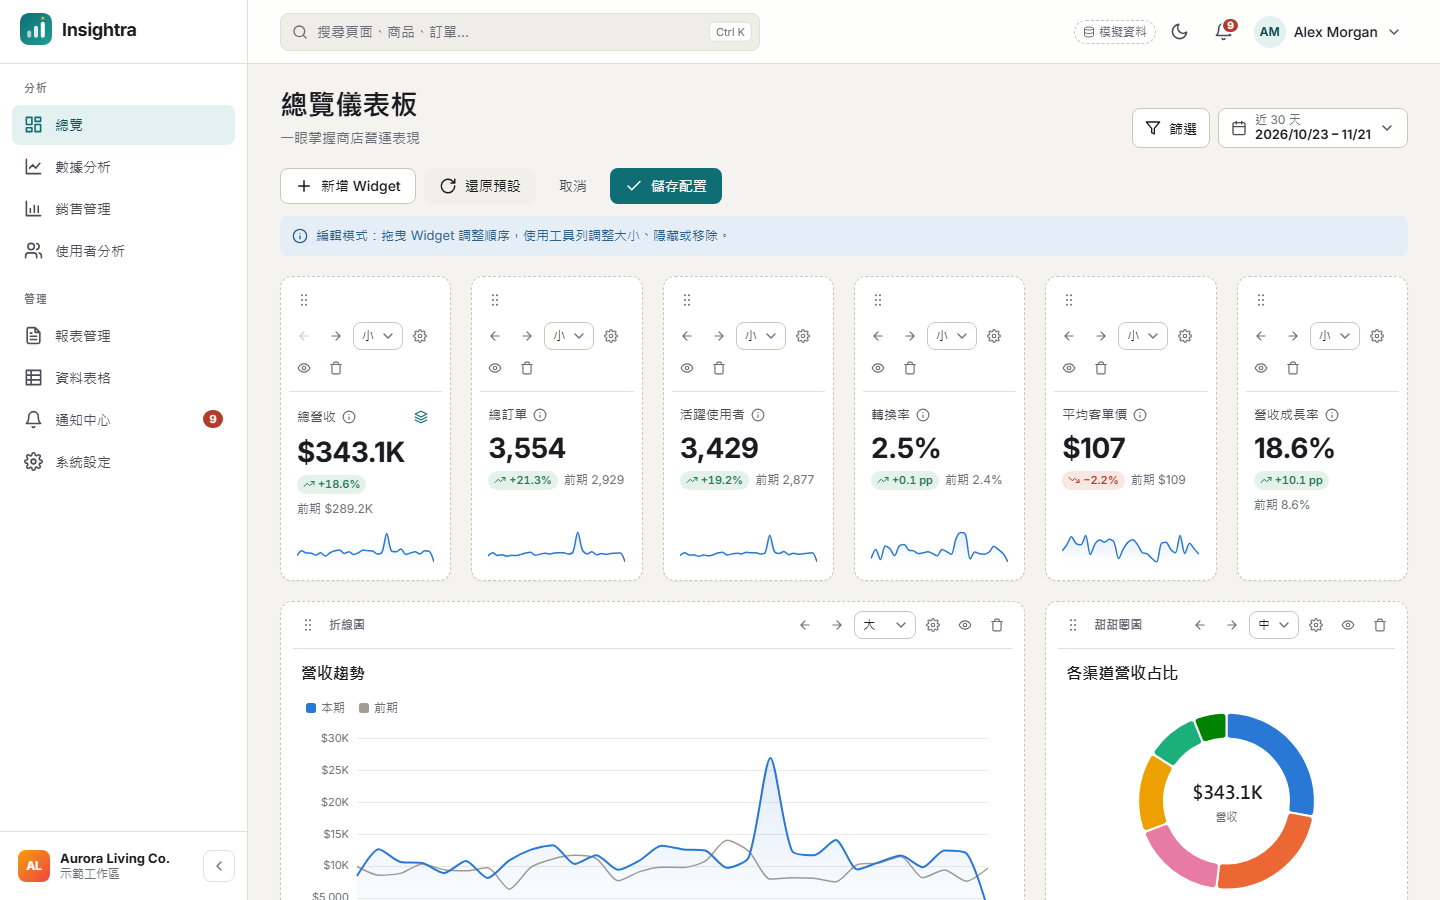 Insightra
搜尋頁面、商品、訂單...
Ctrl K
模擬資料
9
AM
Alex Morgan
分析
總覽
數據分析
銷售管理
使用者分析
管理
報表管理
資料表格
通知中心
9
系統設定
AL
Aurora Living Co.
示範工作區
總覽儀表板
一眼掌握商店營運表現
篩選
近 30 天
2026/10/23 – 11/21
新增 Widget
還原預設
取消
儲存配置
編輯模式：拖曳 Widget 調整順序，使用工具列調整大小、隱藏或移除。
小
總營收
$343.1K
+18.6%
前期 $289.2K
小
總訂單
3,554
+21.3%
前期 2,929
小
活躍使用者
3,429
+19.2%
前期 2,877
小
轉換率
2.5%
+0.1 pp
前期 2.4%
小
平均客單價
$107
−2.2%
前期 $109
小
營收成長率
18.6%
+10.1 pp
前期 8.6%
折線圖
大
營收趨勢
本期
前期
$30K
$25K
$20K
$15K
$10K
$5,000
甜甜圈圖
中
各渠道營收占比
$343.1K
營收